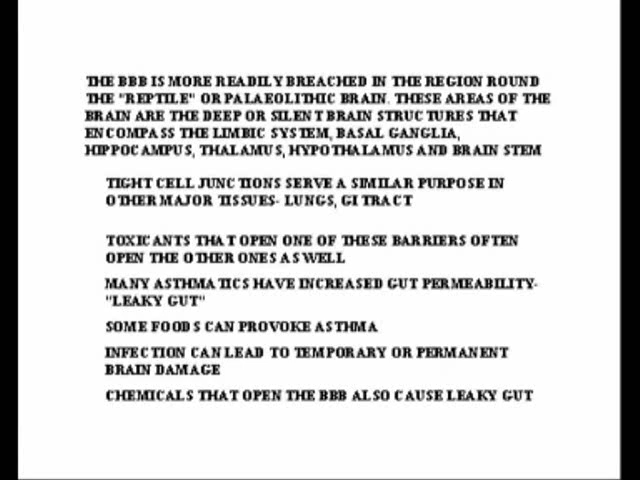 THE BBB IS MORE READILY BREACHED IN THE REGION ROUND
THE "REPTILE" OR PALAEOLITHIC BRAIN. THESE AREAS OF THE
BRAIN ARE THE DEEP OR SILENT BRAIN STRUCTURES THAT
ENCOMPASS THE LIMBIC SYSTEM, BASAL GANGLIA,
HIPPOCAMPUS, THALAMUS, HYPOTHALAMUS AND BRAIN STEM
TIGHT CELL JUNCTIONS SERVE A SIMILAR PURPOSE IN
OTHER MAJOR TISSUES- LUNGS, GI TRACT
TOXICANTS THAT OPEN ONE OF THESE BARRIERS OFTEN
OPEN THE OTHER ONES AS WELL
MANY ASTHMATICS HAVE INCREASED GUT PERMEABILITY-
"LEAKY GUT"
SOME FOODS CAN PROVOKE ASTHMA
INFECTION CAN LEAD TO TEMPORARY OR PERMANENT
BRAIN DAMAGE
CHEMICALS THAT OPEN THE BBB ALSO CAUSE LEAKY GUT